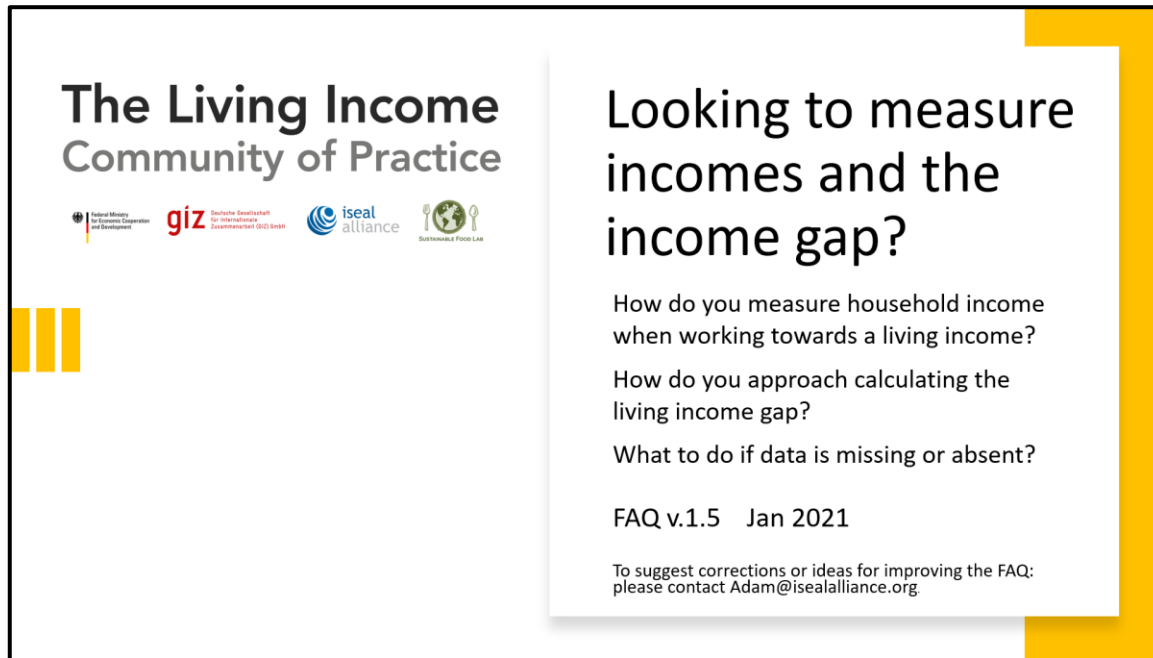 The Living Income
Community of Practice
Federal Ministry
for Economic Cooperation
and Development
giz
Deutsche Gesellschaft
für Internationale
Zusammenarbeit (GIZ) GmbH
iseal
alliance
SUSTAINABLE FOOD LAB
Looking to measure
incomes and the
income gap?
How do you measure household income
when working towards a living income?
How do you approach calculating the
living income gap?
What to do if data is missing or absent?
FAQ v.1.5 Jan 2021
To suggest corrections or ideas for improving the FAQ:
please contact Adam@isealalliance.org.